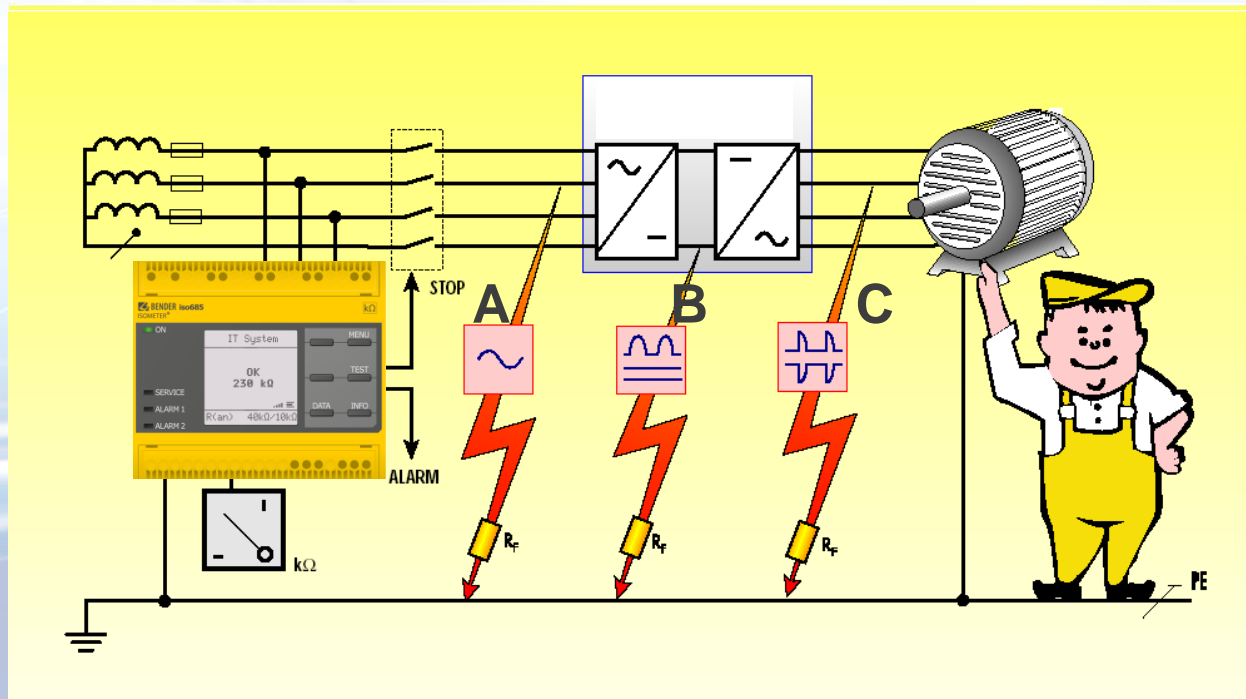 A
B
C
STOP
ALARM
BENDER iso685
ISOMETER®
kΩ
ON
IT System
OK
230 kΩ
R(an) 40kΩ/10kΩ
SERVICE
ALARM 1
ALARM 2
MENU
TEST
DATA
INFO
kΩ
RF
RF
RF
PE